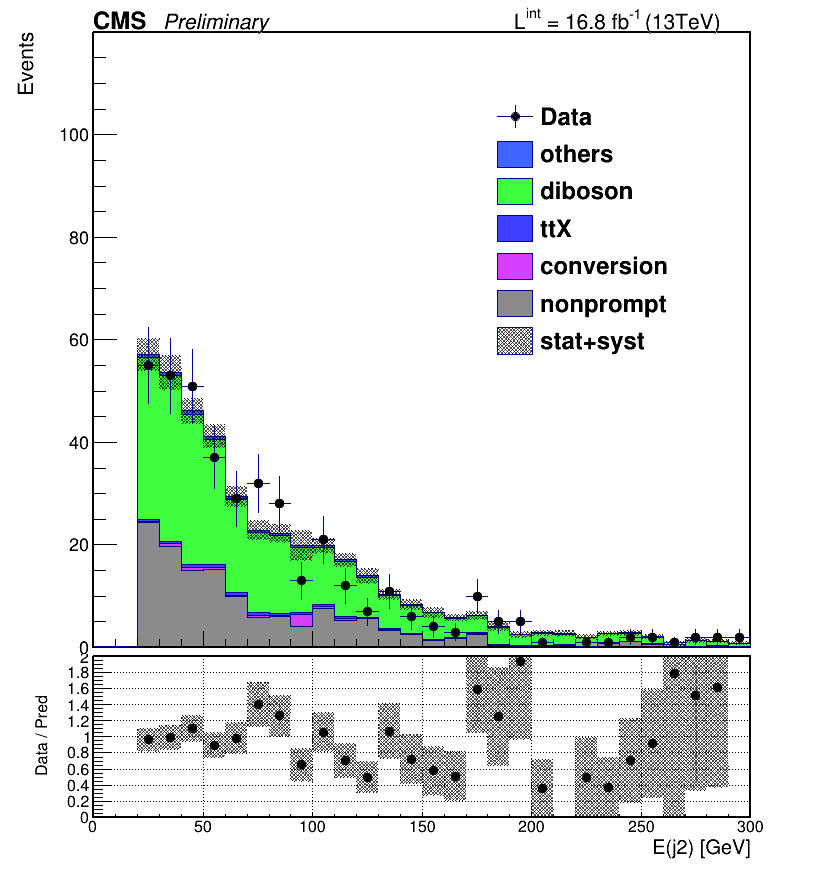 CMS Preliminary L^int = 16.8 fb^-1 (13TeV)
Events
100
80
60
40
20
0
Data
others
diboson
ttX
conversion
nonprompt
stat+syst
Data / Pred
2
1.8
1.6
1.4
1.2
1
0.8
0.6
0.4
0.2
0
0 50 100 150 200 250 300
E(j2) [GeV]